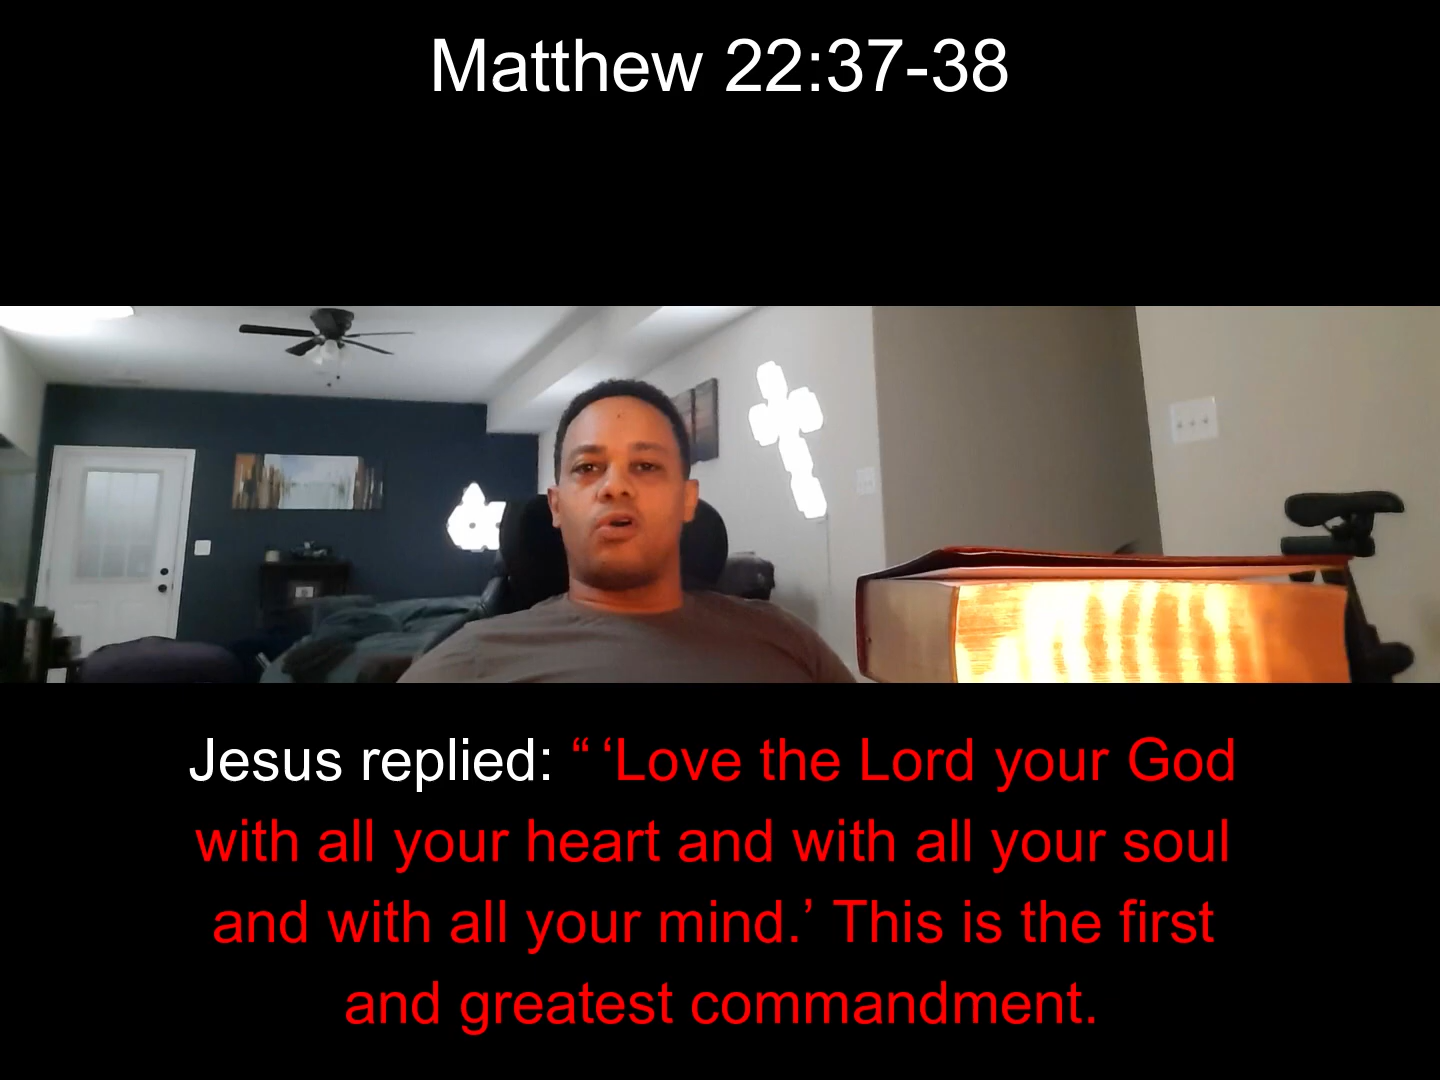 Matthew 22:37-38
Jesus replied: “ ‘Love the Lord your God
with all your heart and with all your soul
and with all your mind.’ This is the first
and greatest commandment.